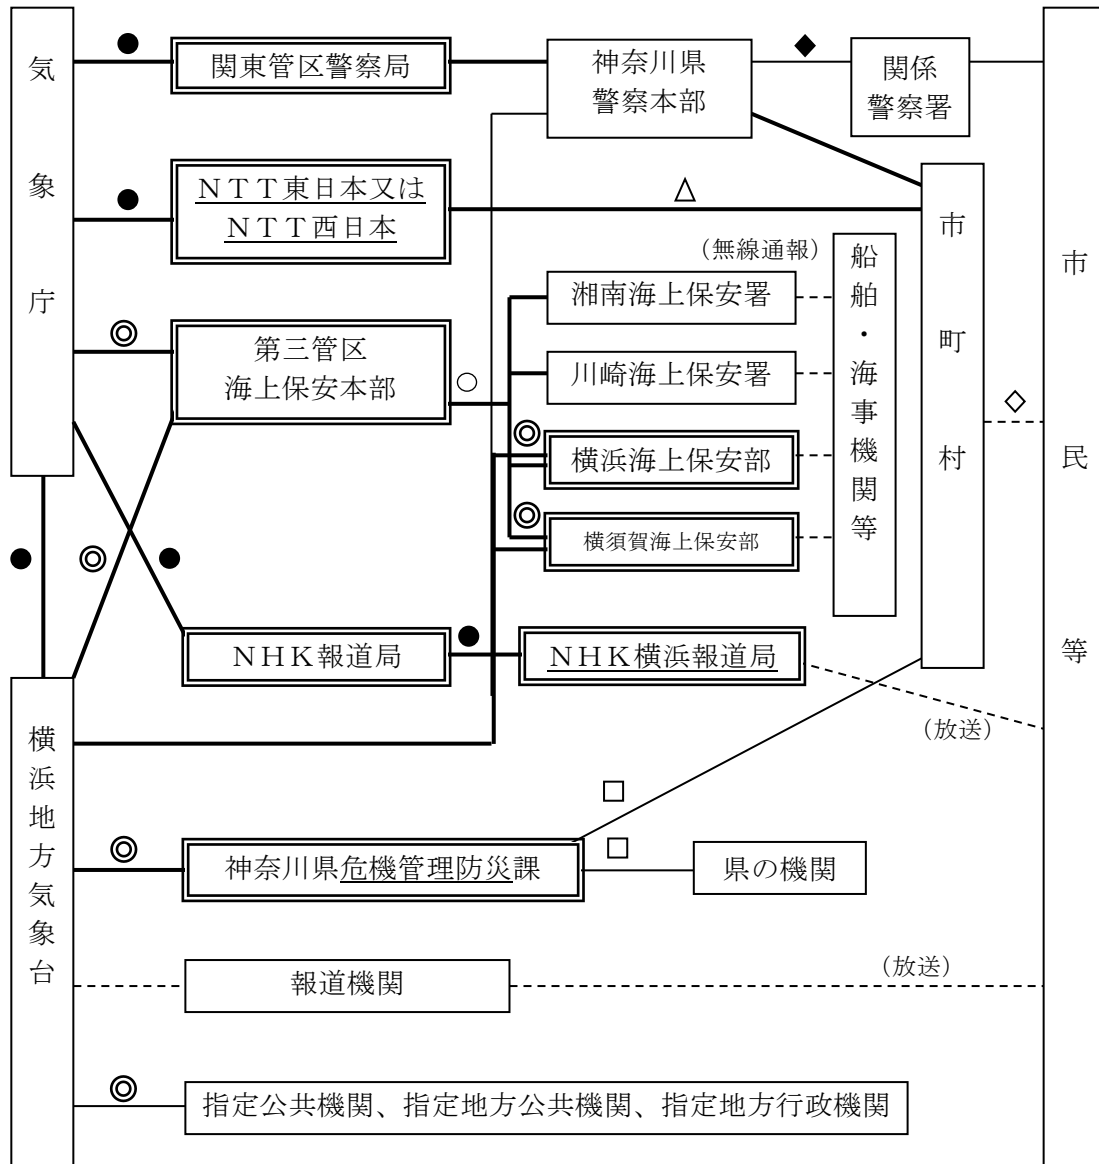 気象庁
関東管区警察局
神奈川県
警察本部
◆
関係
警察署
●
NTT東日本又は
NTT西日本
●
△
市町村
市民等
(無線通報)
船舶・海事機関等
湘南海上保安署
第三管区
海上保安本部
◎
○
川崎海上保安署
◇
◎
横浜海上保安部
◎
横須賀海上保安部
●
◎
●
NHK報道局
●
NHK横浜報道局
(放送)
横浜地方気象台
□
◎
神奈川県危機管理防災課
□
県の機関
報道機関
(放送)
◎
指定公共機関、指定地方公共機関、指定地方行政機関